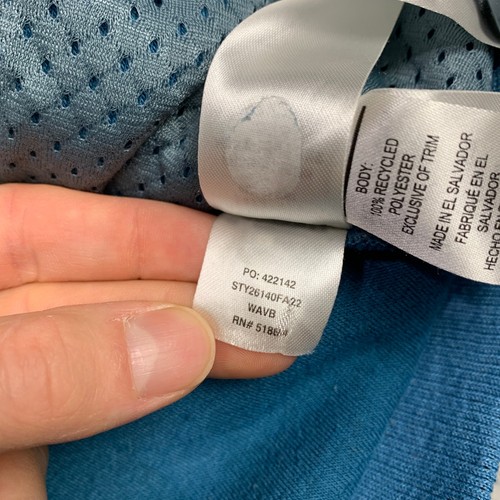 BODY:
100% RECYCLED
POLYESTER
EXCLUSIVE OF TRIM
MADE IN EL SALVADOR
FABRIQUÉ EN EL
SALVADOR
HECHO EN EL
PO: 422142
STY26140FA22
WAVB
RN#